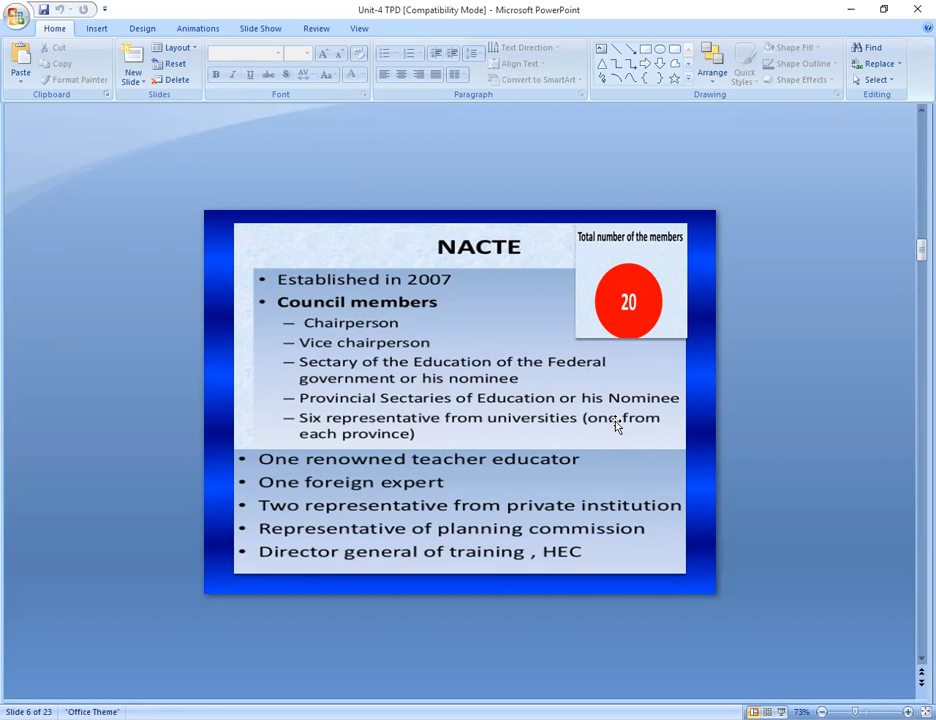 Unit-4 TPD [Compatibility Mode] - Microsoft PowerPoint
Home Insert Design Animations Slide Show Review View
Paste
Cut
Copy
Format Painter
Clipboard
New Slide
Layout
Reset
Delete
Slides
B I U abc S AV Aa A
Font
Text Direction
Align Text
Convert to SmartArt
Paragraph
Arrange
Quick Styles
Shape Fill
Shape Outline
Shape Effects
Drawing
Find
Replace
Select
Editing
NACTE
Total number of the members
20
• Established in 2007
• Council members
– Chairperson
– Vice chairperson
– Sectary of the Education of the Federal
government or his nominee
– Provincial Sectaries of Education or his Nominee
– Six representative from universities (one from
each province)
• One renowned teacher educator
• One foreign expert
• Two representative from private institution
• Representative of planning commission
• Director general of training , HEC
Slide 6 of 23 "Office Theme" 73%